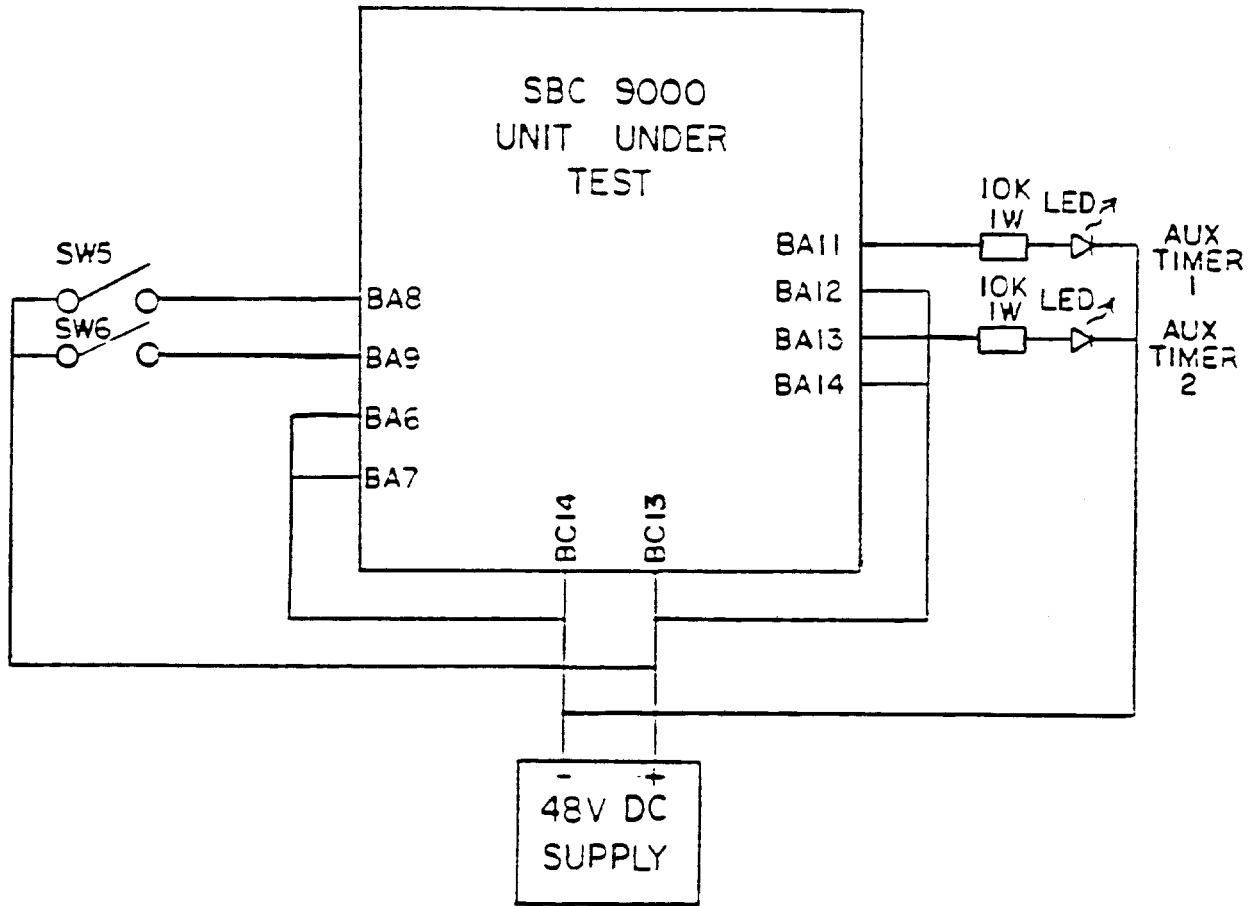 SBC 9000
UNIT UNDER
TEST
SW5
SW6
BA8
BA9
BA6
BA7
BA11
BA12
BA13
BA14
BC14
BC13
10K
1W
LED
10K
1W
LED
AUX
TIMER
1
AUX
TIMER
2
- +
48V DC
SUPPLY